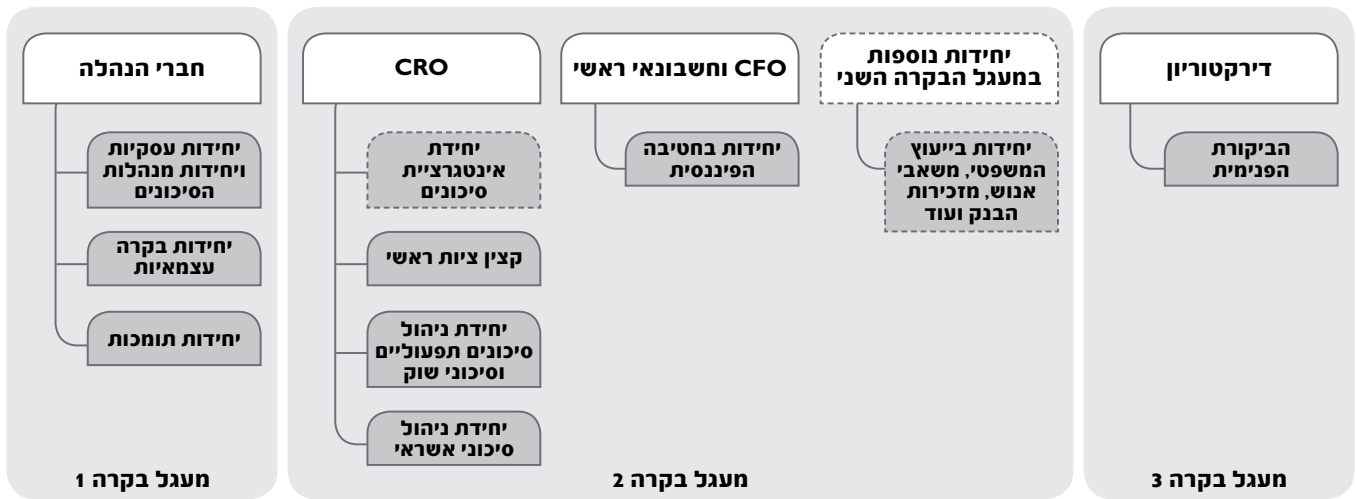 חברי הנהלה
יחידות עסקיות
ויחידות מנהלות
הסיכונים
יחידות בקרה
עצמאיות
יחידות תומכות
מעגל בקרה 1
CRO
יחידת
אינטגרציית
סיכונים
קצין ציות ראשי
יחידת ניהול
סיכונים תפעוליים
וסיכוני שוק
יחידת ניהול
סיכוני אשראי
CFO וחשבונאי ראשי
יחידות בחטיבה
הפיננסית
יחידות נוספות
במעגל הבקרה השני
יחידות בייעוץ
המשפטי, משאבי
אנוש, מזכירות
הבנק ועוד
מעגל בקרה 2
דירקטוריון
הביקורת
הפנימית
מעגל בקרה 3